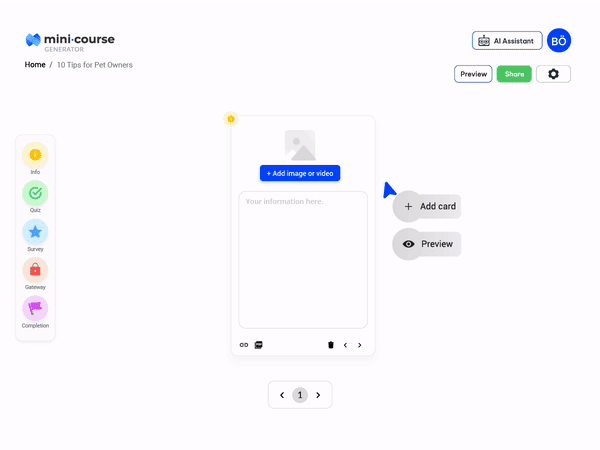 mini·course
GENERATOR
AI Assistant
BÖ
Home / 10 Tips for Pet Owners
Preview
Share
Info
Quiz
Survey
Gateway
Completion
+ Add image or video
Your information here.
+ Add card
Preview
1